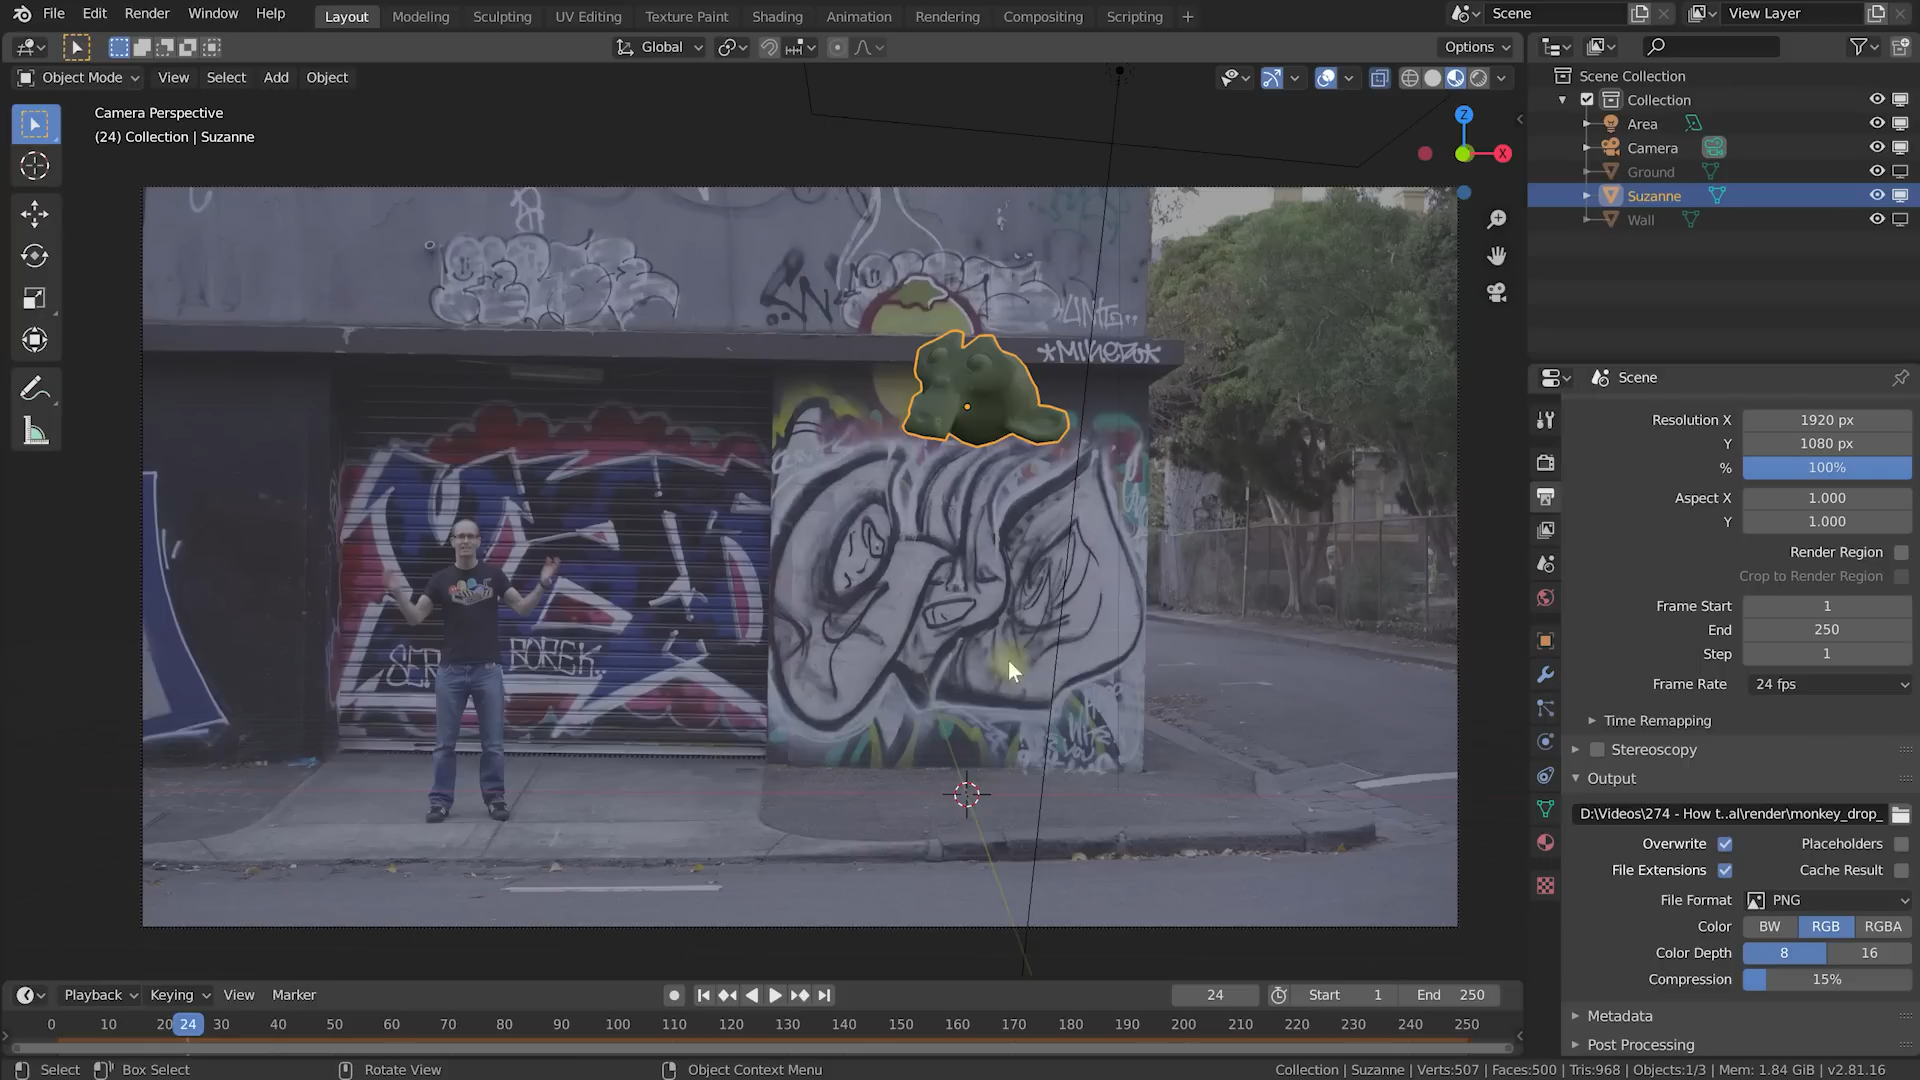 File Edit Render Window Help Layout Modeling Sculpting UV Editing Texture Paint Shading Animation Rendering Compositing Scripting + Scene View Layer
Global Options
Object Mode View Select Add Object
Camera Perspective
(24) Collection | Suzanne
Z
X
Scene Collection
Collection
Area
Camera
Ground
Suzanne
Wall
Scene
Resolution X 1920 px
Y 1080 px
% 100%
Aspect X 1.000
Y 1.000
Render Region
Crop to Render Region
Frame Start 1
End 250
Step 1
Frame Rate 24 fps
Time Remapping
Stereoscopy
Output
D:\Videos\274 - How t..al\render\monkey_drop_
Overwrite Placeholders
File Extensions Cache Result
File Format PNG
Color BW RGB RGBA
Color Depth 8 16
Compression 15%
Metadata
Post Processing
BOREK
Playback Keying View Marker 24 Start 1 End 250
0 10 20 24 30 40 50 60 70 80 90 100 110 120 130 140 150 160 170 180 190 200 210 220 230 240 250
Select Box Select Rotate View Object Context Menu Collection | Suzanne | Verts:507 | Faces:500 | Tris:968 | Objects:1/3 | Mem: 1.84 GiB | v2.81.16